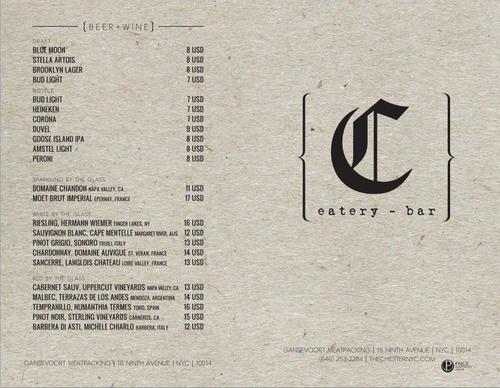 {BEER+WINE}
DRAFT
BLUE MOON 8 USD
STELLA ARTOIS 8 USD
BROOKLYN LAGER 8 USD
BUD LIGHT 7 USD
BOTTLE
BUD LIGHT 7 USD
HEINEKEN 7 USD
CORONA 7 USD
DUVEL 9 USD
GOOSE ISLAND IPA 8 USD
AMSTEL LIGHT 8 USD
PERONI 8 USD
SPARKLING BY THE GLASS
DOMAINE CHANDON NAPA VALLEY, CA 11 USD
MOET BRUT IMPERIAL EPERNAY, FRANCE 17 USD
WHITE BY THE GLASS
RIESLING, HERMANN WIEMER FINGER LAKES, NY 16 USD
SAUVIGNON BLANC, CAPE MENTELLE MARGARET RIVER, AUS 12 USD
PINOT GRIGIO, SONORO FRIULI, ITALY 13 USD
CHARDONNAY, DOMAINE AUVIGUE ST. VERAN, FRANCE 14 USD
SANCERRE, LANGLOIS CHATEAU LOIRE VALLEY, FRANCE 13 USD
RED BY THE GLASS
CABERNET SAUV, UPPERCUT VINEYARDS NAPA VALLEY, CA 13 USD
MALBEC, TERRAZAS DE LOS ANDES MENDOZA, ARGENTINA 14 USD
TEMPRANILLO, NUMANTHIA TERMES TORO, SPAIN 16 USD
PINOT NOIR, STERLING VINEYARDS CARNEROS, CA 15 USD
BARBERA DI ASTI, MICHELE CHIARLO BARBERA, ITALY 12 USD
GANSEVOORT MEATPACKING | 18 NINTH AVENUE | NYC | 10014
C
eatery - bar
GANSEVOORT MEATPACKING | 18 NINTH AVENUE | NYC | 10014
(646) 253-2284 | THECHESTERNYC.COM